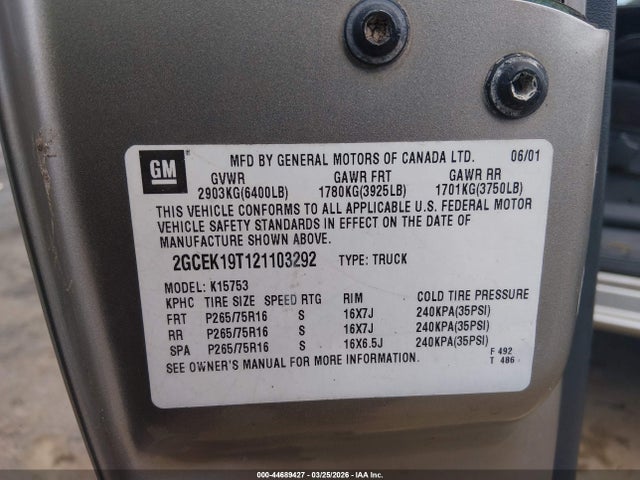 GM
MFD BY GENERAL MOTORS OF CANADA LTD. 06/01
GVWR GAWR FRT GAWR RR
2903KG(6400LB) 1780KG(3925LB) 1701KG(3750LB)
THIS VEHICLE CONFORMS TO ALL APPLICABLE U.S. FEDERAL MOTOR
VEHICLE SAFETY STANDARDS IN EFFECT ON THE DATE OF
MANUFACTURE SHOWN ABOVE.
2GCEK19T121103292 TYPE: TRUCK
MODEL: K15753
KPHC TIRE SIZE SPEED RTG RIM COLD TIRE PRESSURE
FRT P265/75R16 S 16X7J 240KPA(35PSI)
RR P265/75R16 S 16X7J 240KPA(35PSI)
SPA P265/75R16 S 16X6.5J 240KPA(35PSI)
SEE OWNER'S MANUAL FOR MORE INFORMATION.
F 492
T 486
000-44689427 - 03/25/2026 - IAAI.com